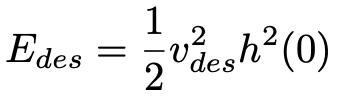 $E_{des} = \frac{1}{2} v_{des}^{2} h^{2}(0)$